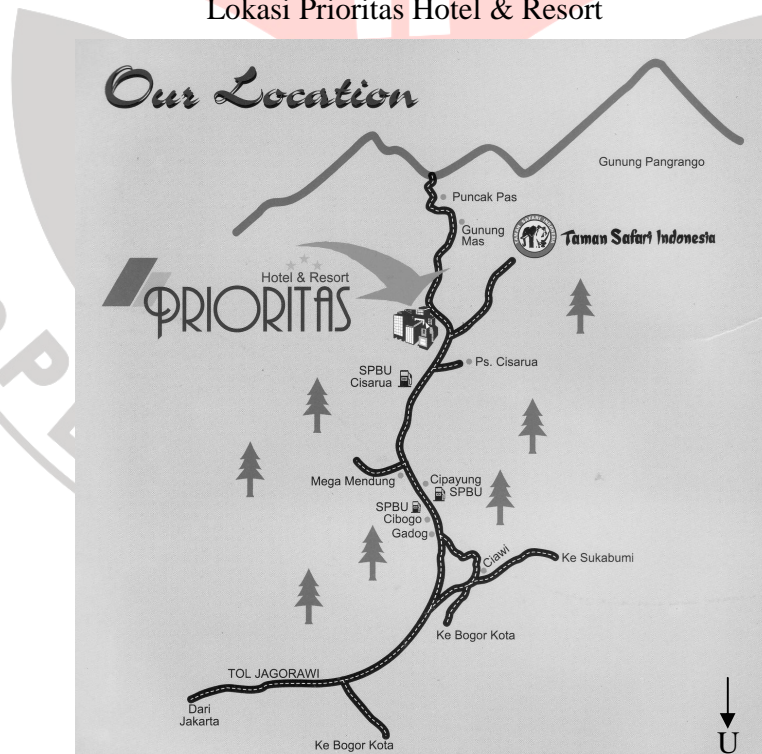 Lokasi Prioritas Hotel & Resort
Our Location
Gunung Pangrango
Puncak Pas
Gunung
Mas
Taman Safari Indonesia
Hotel & Resort
PRIORITAS
SPBU
Cisarua
Ps. Cisarua
Mega Mendung
Cipayung
SPBU
SPBU
Cibogo
Gadog
Ciawi
Ke Sukabumi
Ke Bogor Kota
TOL JAGORAWI
Dari
Jakarta
Ke Bogor Kota
U